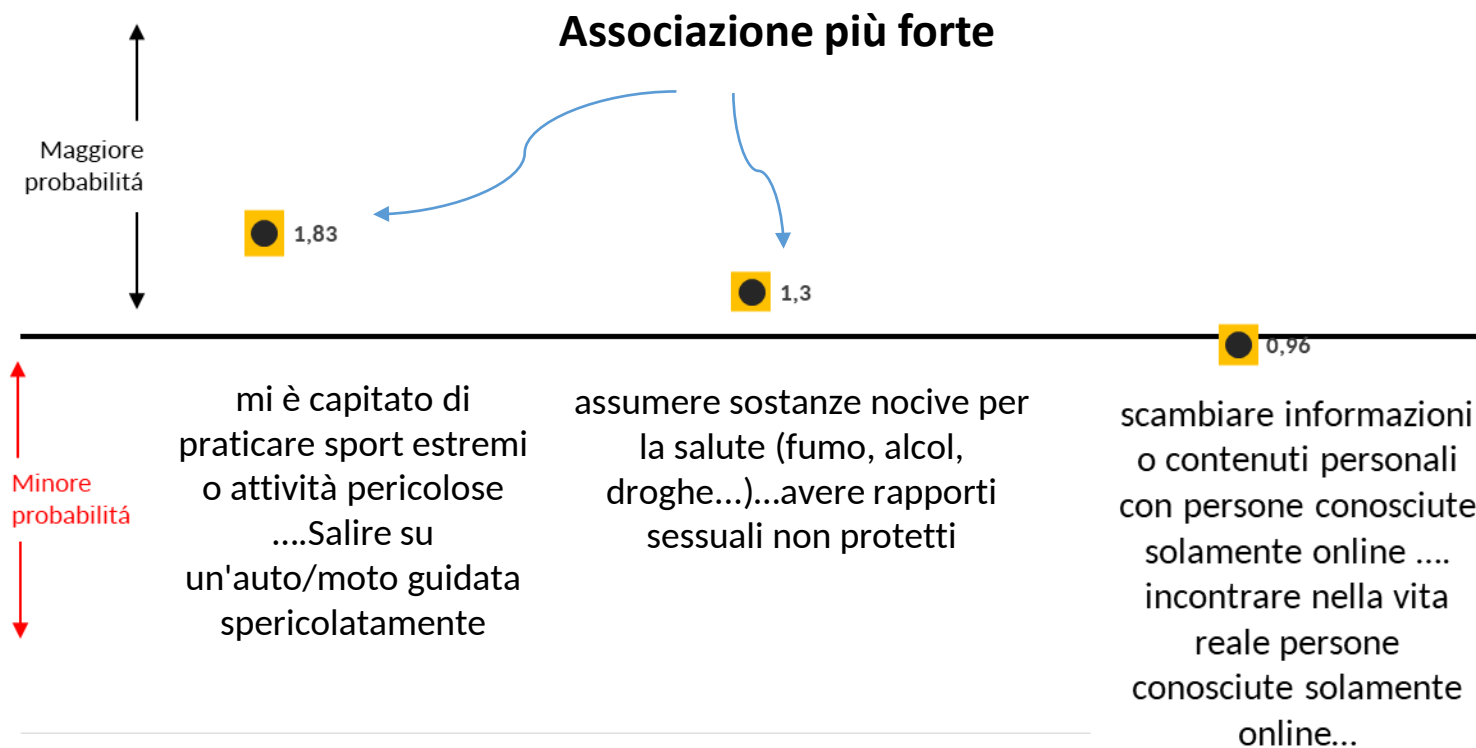 Associazione più forte
Maggiore
probabilitá
1,83
1,3
0,96
Minore
probabilitá
mi è capitato di
praticare sport estremi
o attività pericolose
....Salire su
un'auto/moto guidata
spericolatamente
assumere sostanze nocive per
la salute (fumo, alcol,
droghe...)...avere rapporti
sessuali non protetti
scambiare informazioni
o contenuti personali
con persone conosciute
solamente online ....
incontrare nella vita
reale persone
conosciute solamente
online...